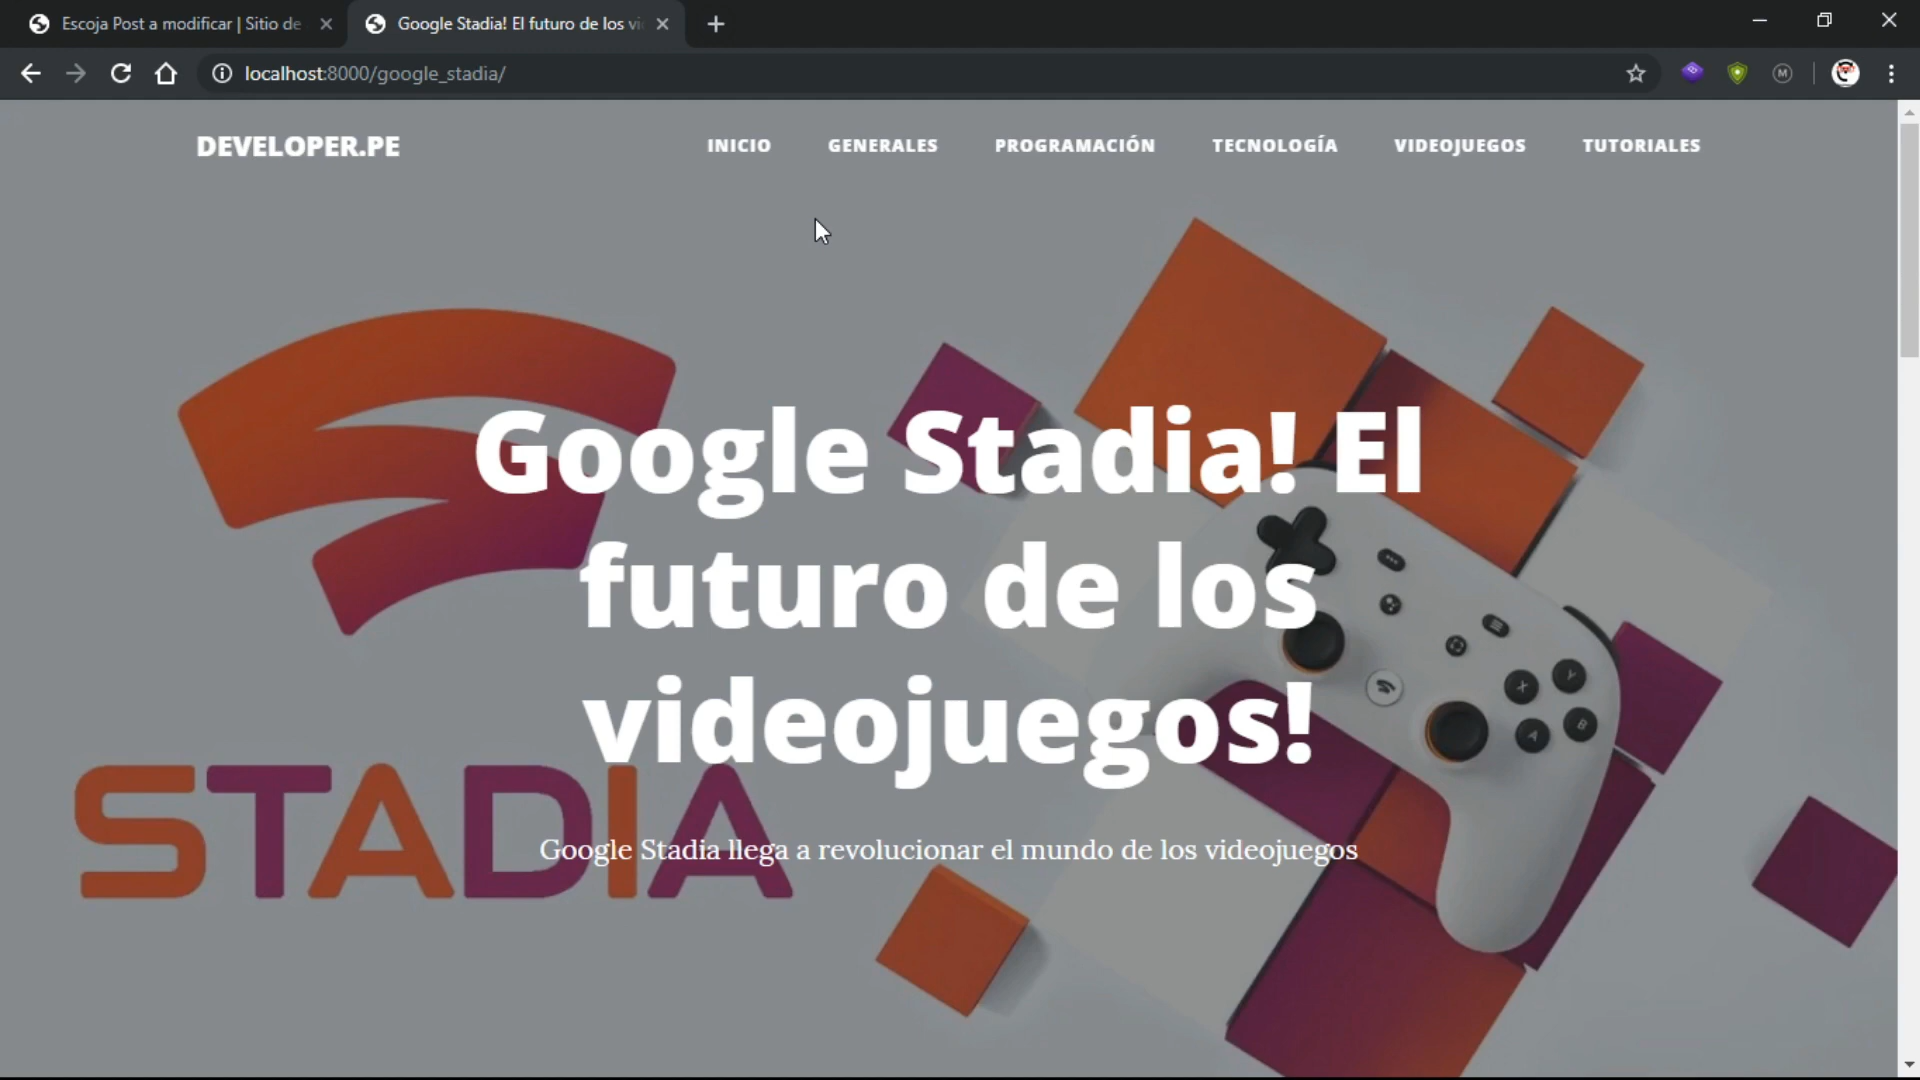 Escoja Post a modificar | Sitio de
Google Stadia! El futuro de los vi
localhost:8000/google_stadia/
DEVELOPER.PE
INICIO
GENERALES
PROGRAMACIÓN
TECNOLOGÍA
VIDEOJUEGOS
TUTORIALES
Google Stadia! El
futuro de los
videojuegos!
Google Stadia llega a revolucionar el mundo de los videojuegos
STADIA
X
Y
A
B
M